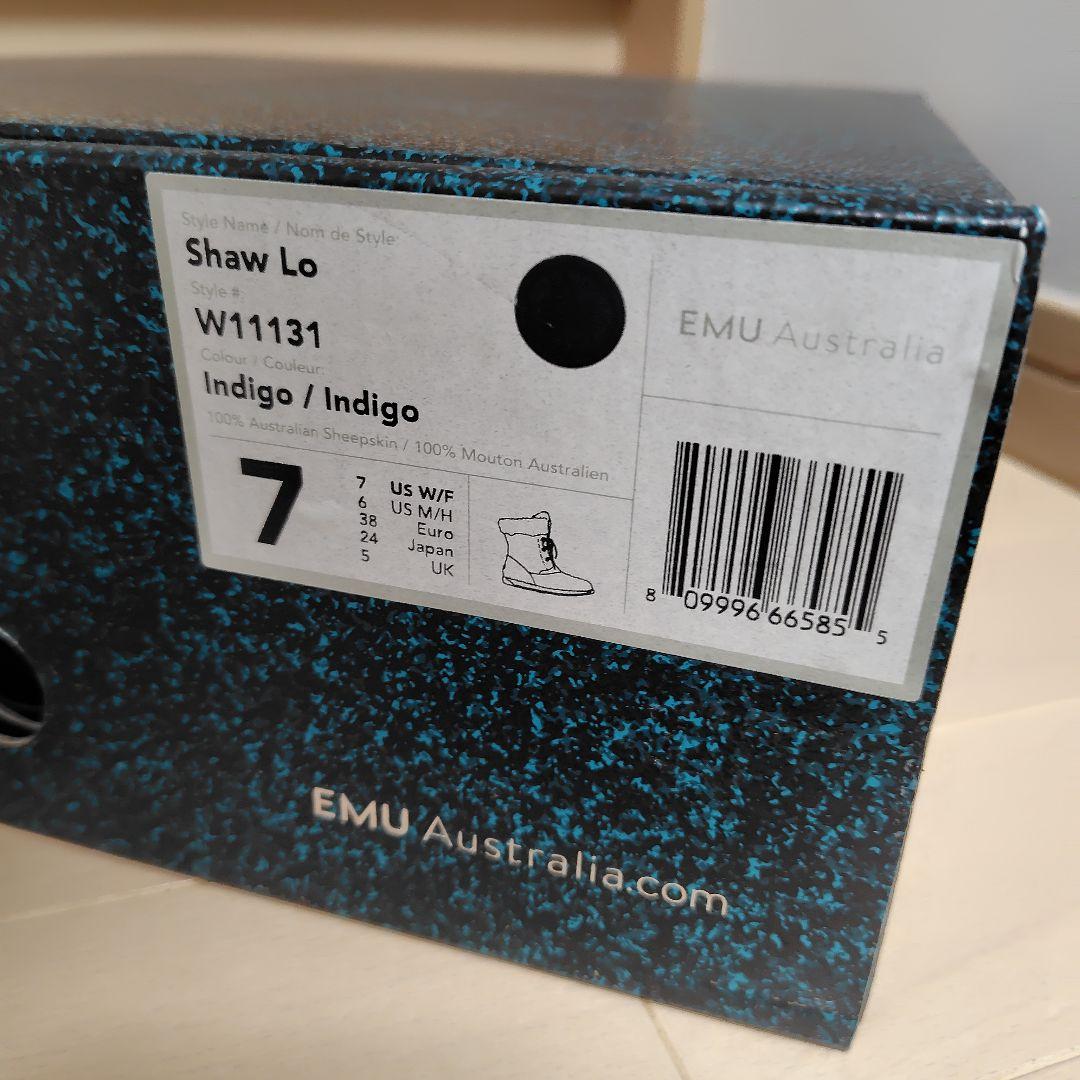 Style Name / Nom de Style:
Shaw Lo
Style #:
W11131
Colour / Couleur:
Indigo / Indigo
100% Australian Sheepskin / 100% Mouton Australien
7
7 US W/F
6 US M/H
38 Euro
24 Japan
5 UK
EMU Australia
8 09996 66585 5
EMU Australia.com